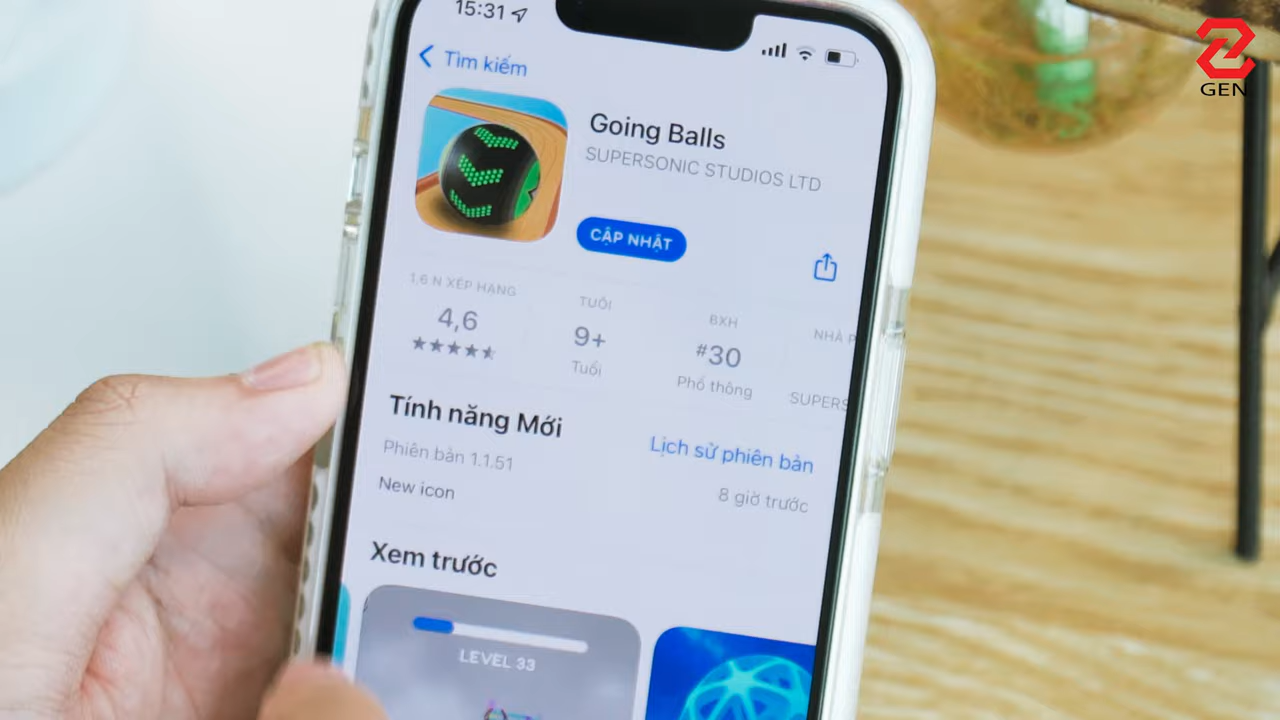 15:31
Tìm kiếm
GEN
Going Balls
SUPERSONIC STUDIOS LTD
CẬP NHẬT
1,6 N XẾP HẠNG
4,6
TUỔI
9+
Tuổi
BXH
#30
Phổ thông
NHÀ P
SUPERS
Tính năng Mới
Lịch sử phiên bản
Phiên bản 1.1.51
8 giờ trước
New icon
Xem trước
LEVEL 33